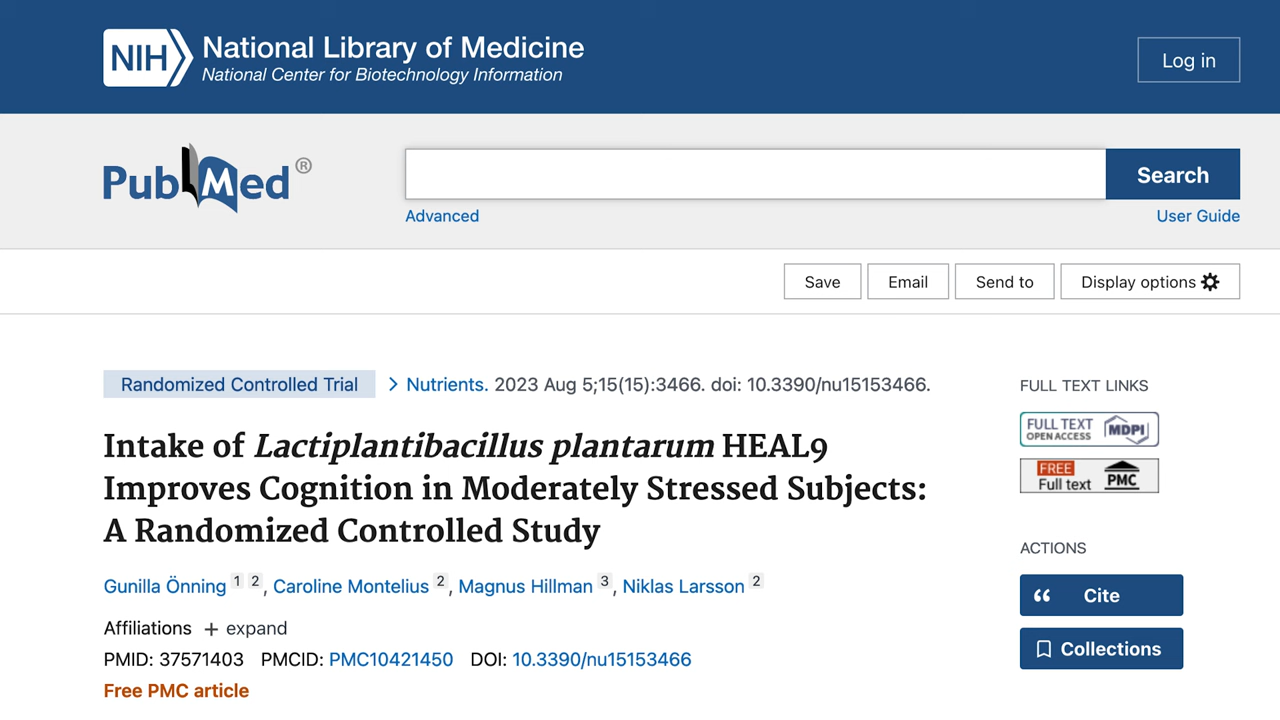 NIH National Library of Medicine
National Center for Biotechnology Information
Log in
PubMed®
Search
Advanced
User Guide
Save
Email
Send to
Display options
Randomized Controlled Trial
Nutrients. 2023 Aug 5;15(15):3466. doi: 10.3390/nu15153466.
Intake of Lactiplantibacillus plantarum HEAL9
Improves Cognition in Moderately Stressed Subjects:
A Randomized Controlled Study
Gunilla Önning 1 2, Caroline Montelius 2, Magnus Hillman 3, Niklas Larsson 2
Affiliations + expand
PMID: 37571403 PMCID: PMC10421450 DOI: 10.3390/nu15153466
Free PMC article
FULL TEXT LINKS
FULL TEXT
OPEN ACCESS
MDPI
FREE
Full text
PMC
ACTIONS
Cite
Collections